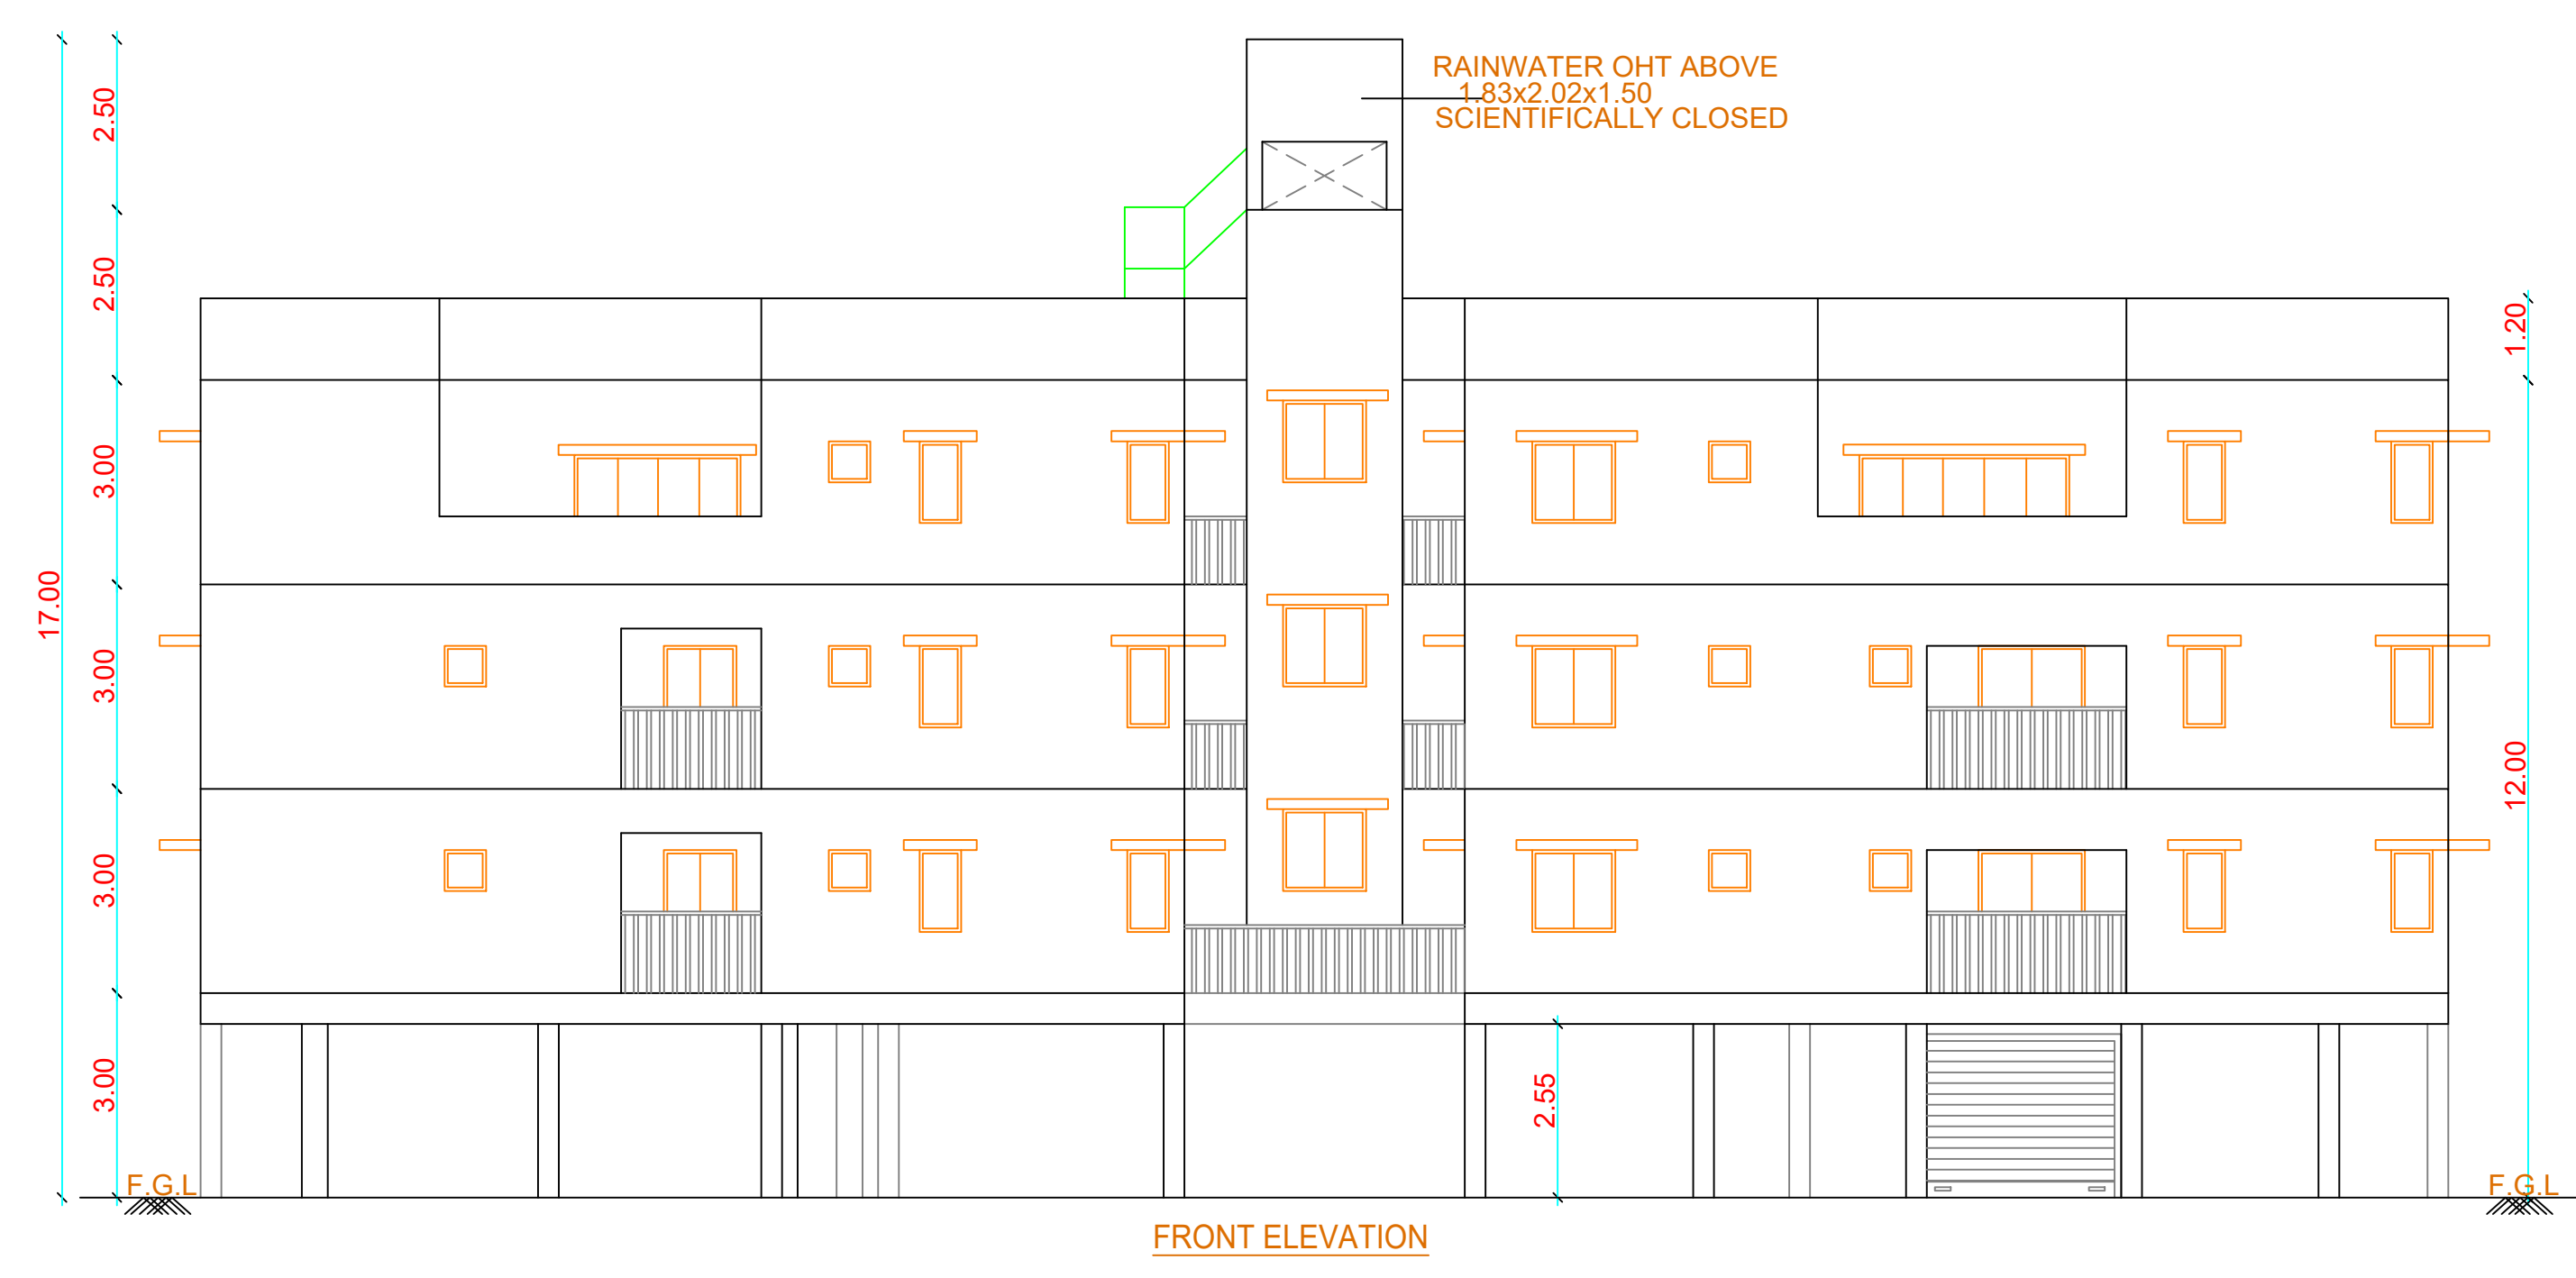 RAINWATER OHT ABOVE
1.83x2.02x1.50
SCIENTIFICALLY CLOSED
2.50
2.50
3.00
3.00
3.00
3.00
17.00
1.20
12.00
2.55
F.G.L
F.G.L
FRONT ELEVATION